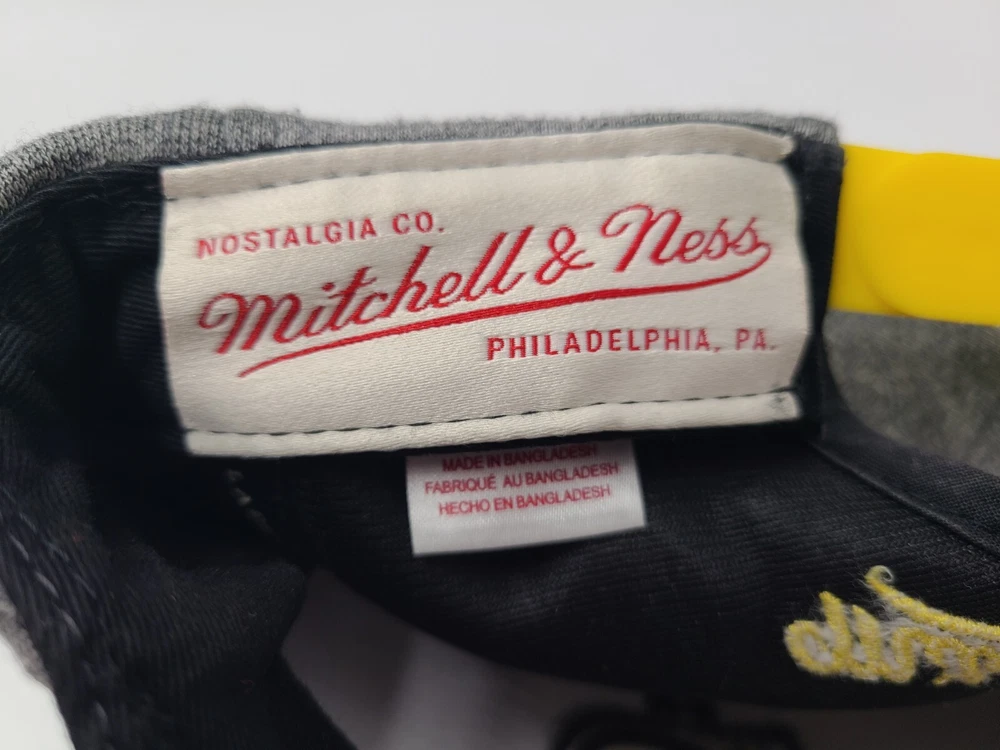 NOSTALGIA CO.
Mitchell & Ness
PHILADELPHIA, PA.
MADE IN BANGLADESH
FABRIQUÉ AU BANGLADESH
HECHO EN BANGLADESH